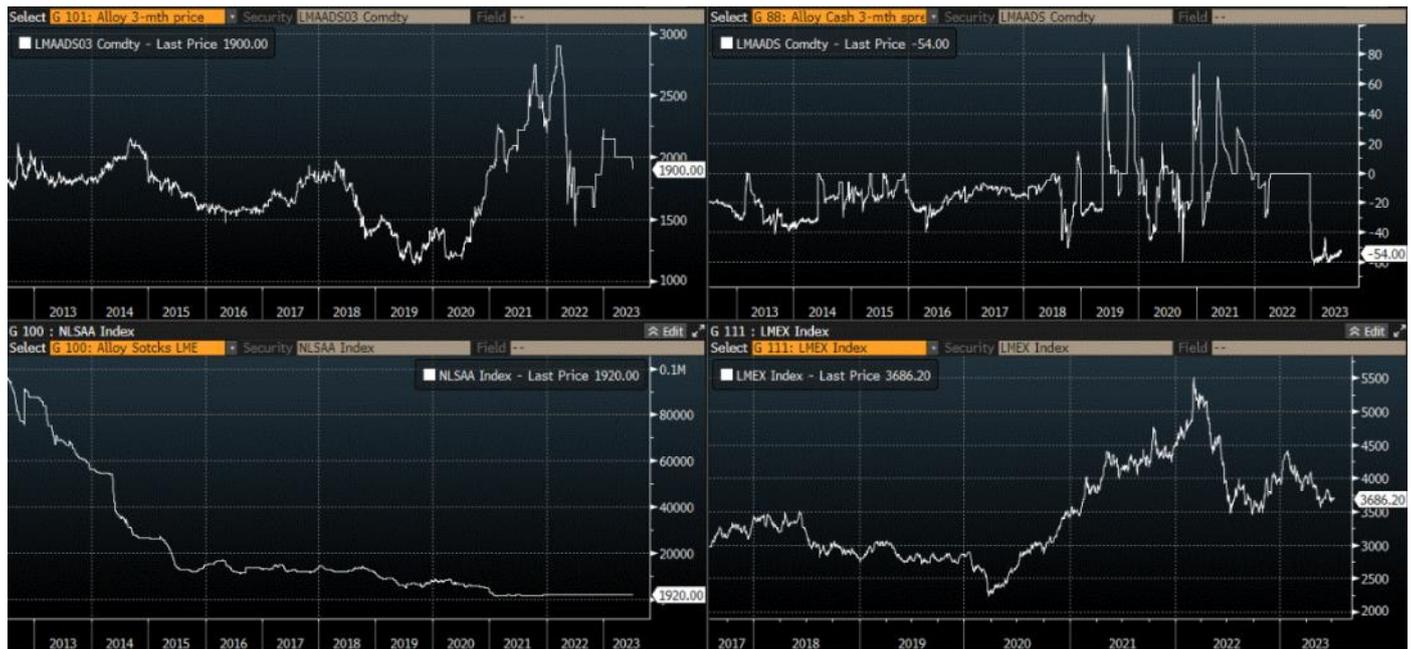 Select G 101: Alloy 3-mth price Security LMAADS03 Comdty Field --
LMAADS03 Comdty - Last Price 1900.00
3000
2500
2000
1900.00
1500
1000
2013 2014 2015 2016 2017 2018 2019 2020 2021 2022 2023
Select G 88: Alloy Cash 3-mth spre Security LMAADS Comdty Field --
LMAADS Comdty - Last Price -54.00
80
60
40
20
0
-20
-40
-54.00
-60
2013 2014 2015 2016 2017 2018 2019 2020 2021 2022 2023
G 100 : NLSAA Index Edit
Select G 100: Alloy Sotcks LME Security NLSAA Index Field --
NLSAA Index - Last Price 1920.00
0.1M
80000
60000
40000
20000
1920.00
2013 2014 2015 2016 2017 2018 2019 2020 2021 2022 2023
G 111 : LMEX Index Edit
Select G 111: LMEX Index Security LMEX Index Field --
LMEX Index - Last Price 3686.20
5500
5000
4500
4000
3686.20
3500
3000
2500
2000
2017 2018 2019 2020 2021 2022 2023